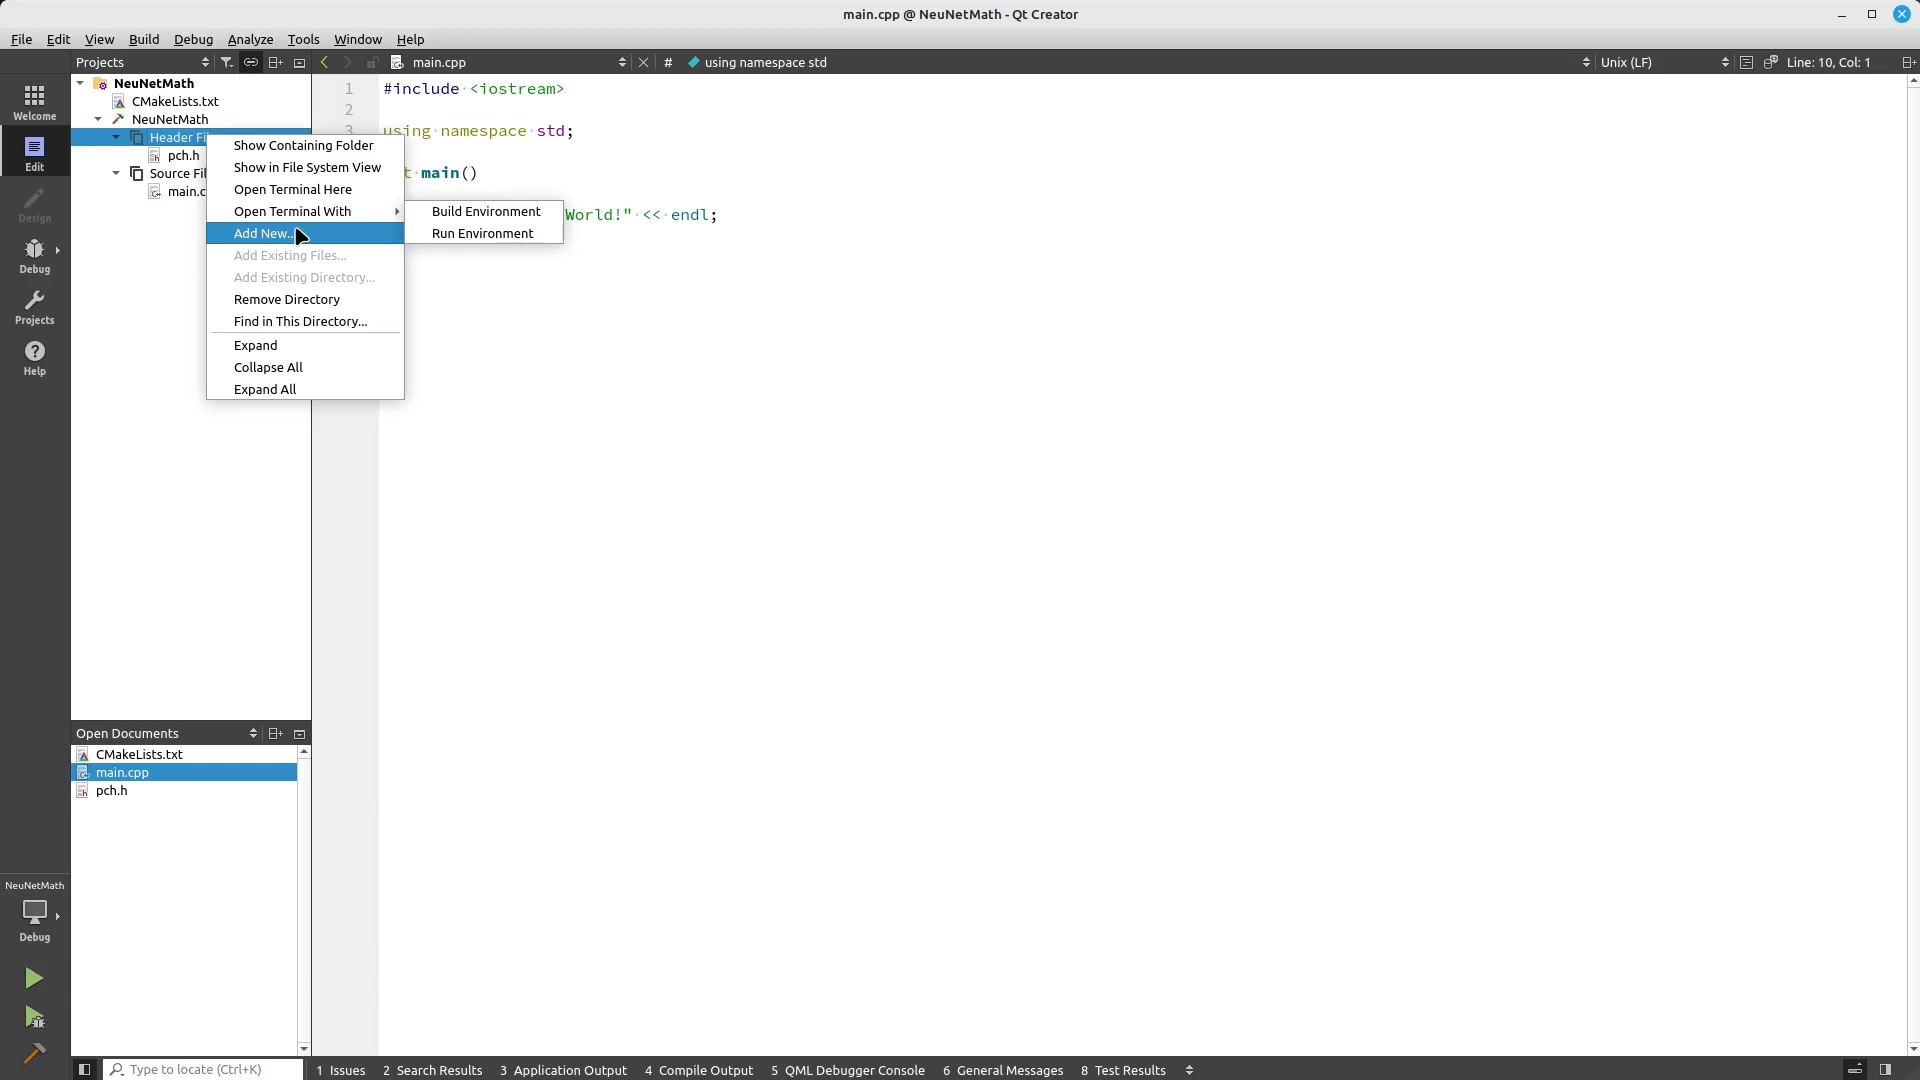 main.cpp @ NeuNetMath - Qt Creator
File Edit View Build Debug Analyze Tools Window Help
Projects main.cpp # using namespace std Unix (LF) Line: 10, Col: 1
NeuNetMath
CMakeLists.txt
NeuNetMath
Header Fi
pch.h
Source Fil
main.c
Welcome
Edit
Design
Debug
Projects
Help
Show Containing Folder
Show in File System View
Open Terminal Here
Open Terminal With
Add New...
Add Existing Files...
Add Existing Directory...
Remove Directory
Find in This Directory...
Expand
Collapse All
Expand All
Build Environment
Run Environment
1 #include <iostream>
2
3 using namespace std;
t main()
World!" << endl;
Open Documents
CMakeLists.txt
main.cpp
pch.h
NeuNetMath
Debug
Type to locate (Ctrl+K) 1 Issues 2 Search Results 3 Application Output 4 Compile Output 5 QML Debugger Console 6 General Messages 8 Test Results